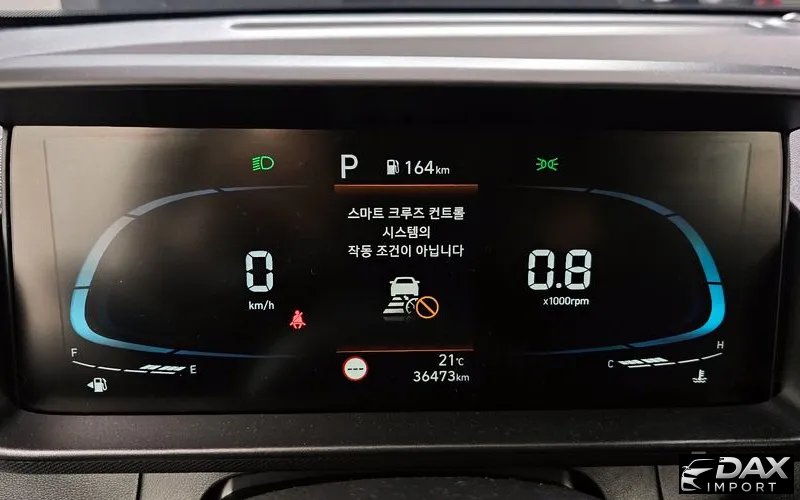 P 164km
스마트 크루즈 컨트롤
시스템의
작동 조건이 아닙니다
0
km/h
0.8
x1000rpm
F
E
---
21℃
36473km
C
H
DAX
IMPORT